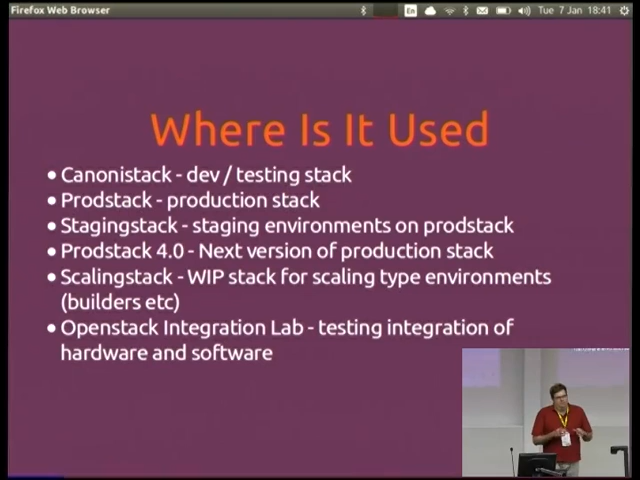 Firefox Web Browser
En
Tue 7 Jan 18:41
Where Is It Used
Canonistack - dev / testing stack
Prodstack - production stack
Stagingstack - staging environments on prodstack
Prodstack 4.0 - Next version of production stack
Scalingstack - WIP stack for scaling type environments
(builders etc)
Openstack Integration Lab - testing integration of
hardware and software